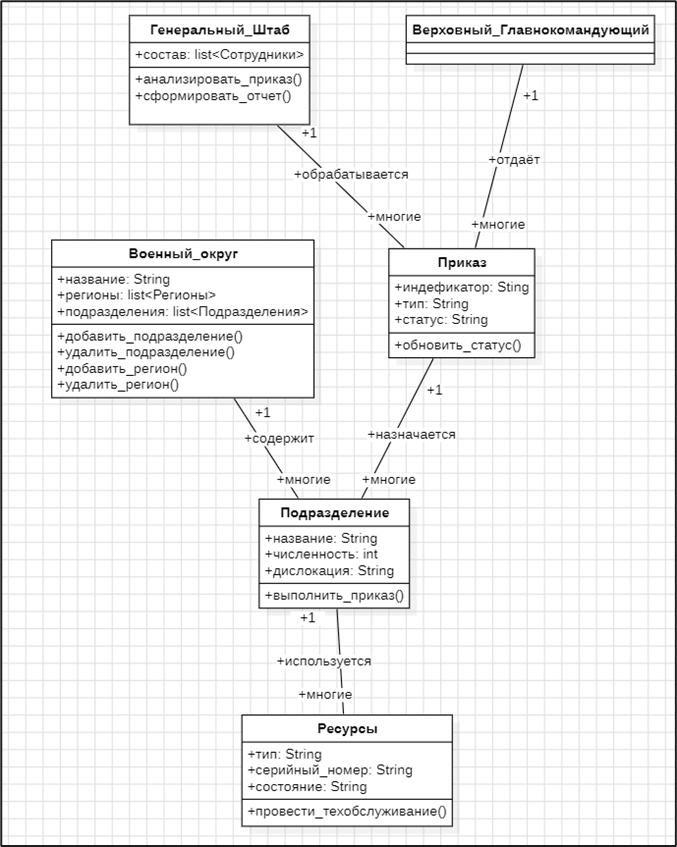 Генеральный_Штаб
+состав: list<Сотрудники>
+анализировать_приказ()
+сформировать_отчет()
Верховный_Главнокомандующий
+1
+1
+отдаёт
+обрабатывается
+многие
+многие
Военный_округ
+название: String
+регионы: list<Регионы>
+подразделения: list<Подразделения>
+добавить_подразделение()
+удалить_подразделение()
+добавить_регион()
+удалить_регион()
Приказ
+индефикатор: Sting
+тип: String
+статус: String
+обновить_статус()
+1
+1
+содержит
+назначается
+многие
+многие
Подразделение
+название: String
+численность: int
+дислокация: String
+выполнить_приказ()
+1
+используется
+многие
Ресурсы
+тип: String
+серийный_номер: String
+состояние: String
+провести_техобслуживание()